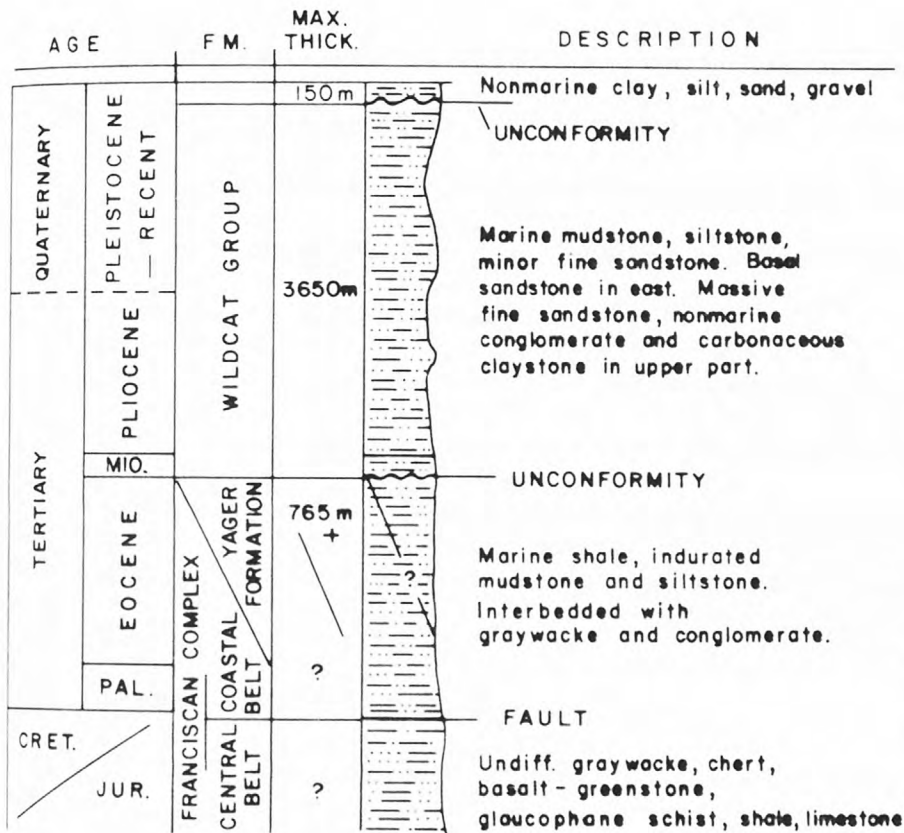 AGE
FM.
MAX.
THICK.
DESCRIPTION
QUATERNARY
PLEISTOCENE
— RECENT
TERTIARY
PLIOCENE
MIO.
EOCENE
PAL.
CRET.
JUR.
WILDCAT GROUP
YAGER
FORMATION
FRANCISCAN COMPLEX
COASTAL
BELT
CENTRAL
BELT
150 m
3650m
765 m
+
?
?
?
Nonmarine clay, silt, sand, gravel
UNCONFORMITY
Marine mudstone, siltstone,
minor fine sandstone. Basal
sandstone in east. Massive
fine sandstone, nonmarine
conglomerate and carbonaceous
claystone in upper part.
UNCONFORMITY
Marine shale, indurated
mudstone and siltstone.
Interbedded with
graywacke and conglomerate.
FAULT
Undiff. graywacke, chert,
basalt - greenstone,
glaucophane schist, shale, limestone